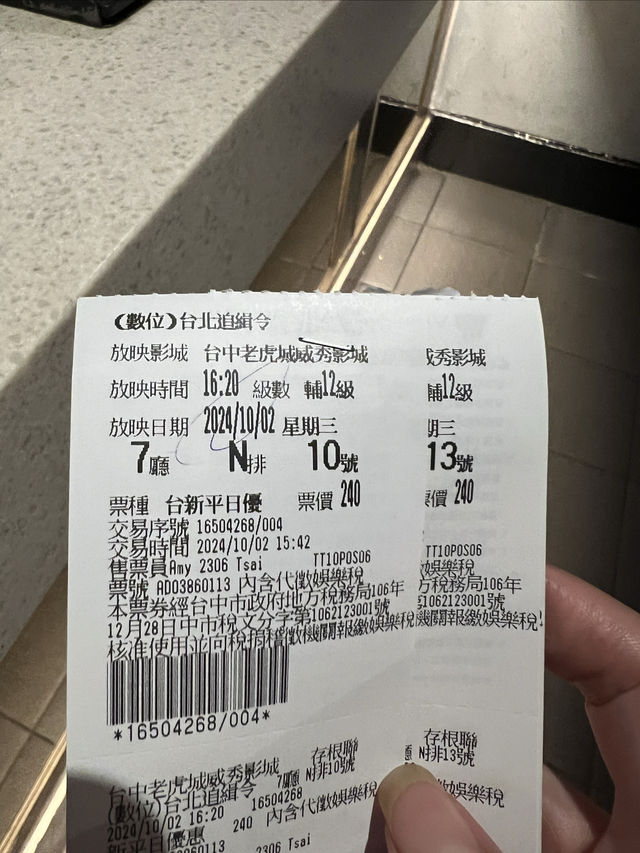 (數位)台北追緝令
放映影城 台中老虎城威秀影城 威秀影城
放映時間 16:20 級數 輔12級 輔12級
放映日期 2024/10/02 星期三 期三
7廳 N排 10號 13號
票種 台新平日優 票價 240 票價 240
交易序號 16504268/004
交易時間 2024/10/02 15:42
售票員Amy 2306 Tsai TT10POS06 TT10POS06
票號 AD03860113 內含代徵娛樂稅 娛樂稅
本票券經台中市政府地方稅務局106年 方稅務局106年
12月28日中市稅文分字第1062123001號 1062123001號
核准使用並向稅捐稽徵機關報繳娛樂稅 機關報繳娛樂稅!
*16504268/004*
存根聯 存根聯
台中老虎城威秀影城 7廳 N排10號 N排13號
(數位)台北追緝令
2024/10/02 16:20 16504268
240 內含代徵娛樂稅 娛樂稅
新平日優惠
2306 Tsai